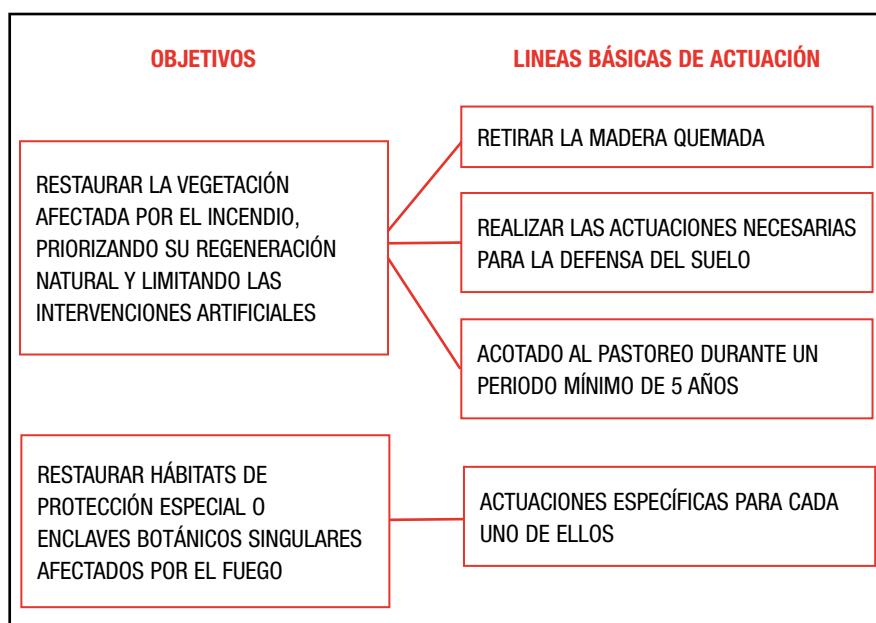 OBJETIVOS
LINEAS BÁSICAS DE ACTUACIÓN
RESTAURAR LA VEGETACIÓN
AFECTADA POR EL INCENDIO,
PRIORIZANDO SU REGENERACIÓN
NATURAL Y LIMITANDO LAS
INTERVENCIONES ARTIFICIALES
RETIRAR LA MADERA QUEMADA
REALIZAR LAS ACTUACIONES NECESARIAS
PARA LA DEFENSA DEL SUELO
ACOTADO AL PASTOREO DURANTE UN
PERIODO MÍNIMO DE 5 AÑOS
RESTAURAR HÁBITATS DE
PROTECCIÓN ESPECIAL O
ENCLAVES BOTÁNICOS SINGULARES
AFECTADOS POR EL FUEGO
ACTUACIONES ESPECÍFICAS PARA CADA
UNO DE ELLOS